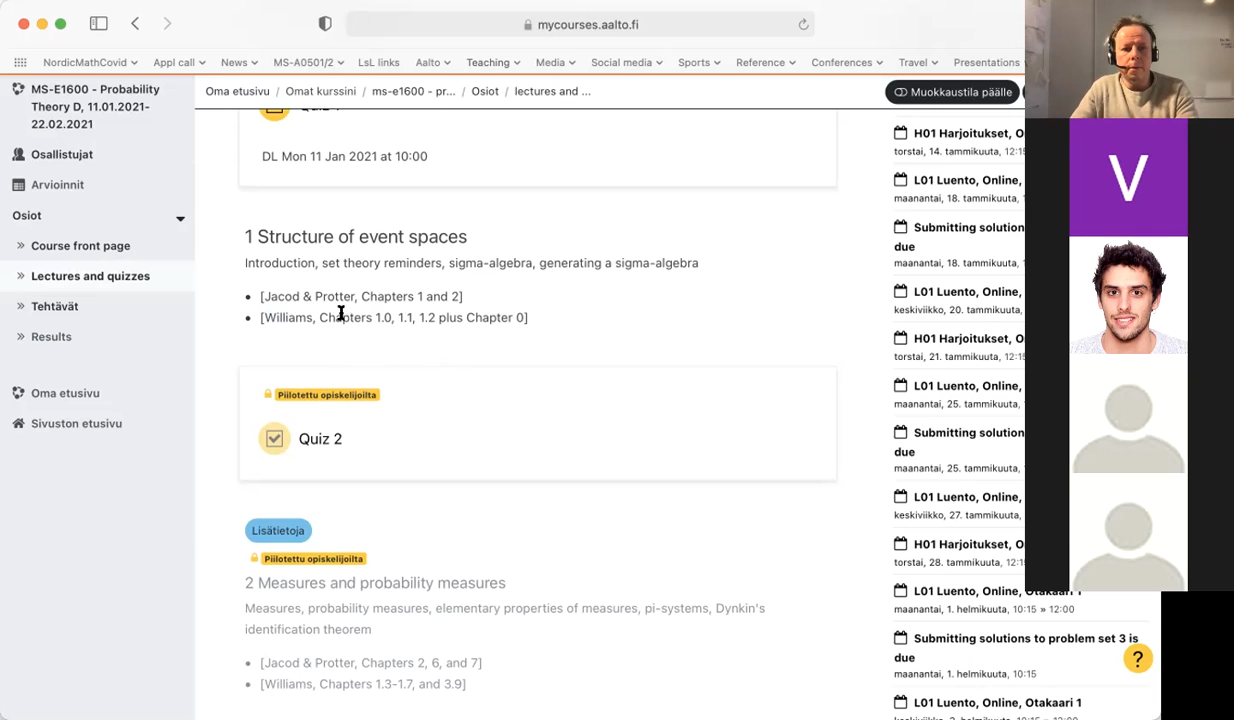 mycourses.aalto.fi
NordicMathCovid
Appl call
News
MS-A0501/2
LsL links
Aalto
Teaching
Media
Social media
Sports
Reference
Conferences
Travel
Presentations
MS-E1600 - Probability
Theory D, 11.01.2021-
22.02.2021
Osallistujat
Arvioinnit
Osiot
Course front page
Lectures and quizzes
Tehtävät
Results
Oma etusivu
Sivuston etusivu
Oma etusivu / Omat kurssini / ms-e1600 - pr... / Osiot / lectures and ...
Muokkaustila päälle
DL Mon 11 Jan 2021 at 10:00
1 Structure of event spaces
Introduction, set theory reminders, sigma-algebra, generating a sigma-algebra
[Jacod & Protter, Chapters 1 and 2]
[Williams, Chapters 1.0, 1.1, 1.2 plus Chapter 0]
Piilotettu opiskelijoilta
Quiz 2
Lisätietoja
Piilotettu opiskelijoilta
2 Measures and probability measures
Measures, probability measures, elementary properties of measures, pi-systems, Dynkin's
identification theorem
[Jacod & Protter, Chapters 2, 6, and 7]
[Williams, Chapters 1.3-1.7, and 3.9]
H01 Harjoitukset, O
torstai, 14. tammikuuta, 12:15
L01 Luento, Online,
maanantai, 18. tammikuuta,
Submitting solution
due
maanantai, 18. tammikuuta,
L01 Luento, Online,
keskiviikko, 20. tammikuuta,
H01 Harjoitukset, O
torstai, 21. tammikuuta, 12:15
L01 Luento, Online,
maanantai, 25. tammikuuta,
Submitting solution
due
maanantai, 25. tammikuuta,
L01 Luento, Online,
keskiviikko, 27. tammikuuta,
H01 Harjoitukset, O
torstai, 28. tammikuuta, 12:15
L01 Luento, Online, Otakaari 1
maanantai, 1. helmikuuta, 10:15 » 12:00
Submitting solutions to problem set 3 is
due
maanantai, 1. helmikuuta, 10:15
L01 Luento, Online, Otakaari 1
V
?